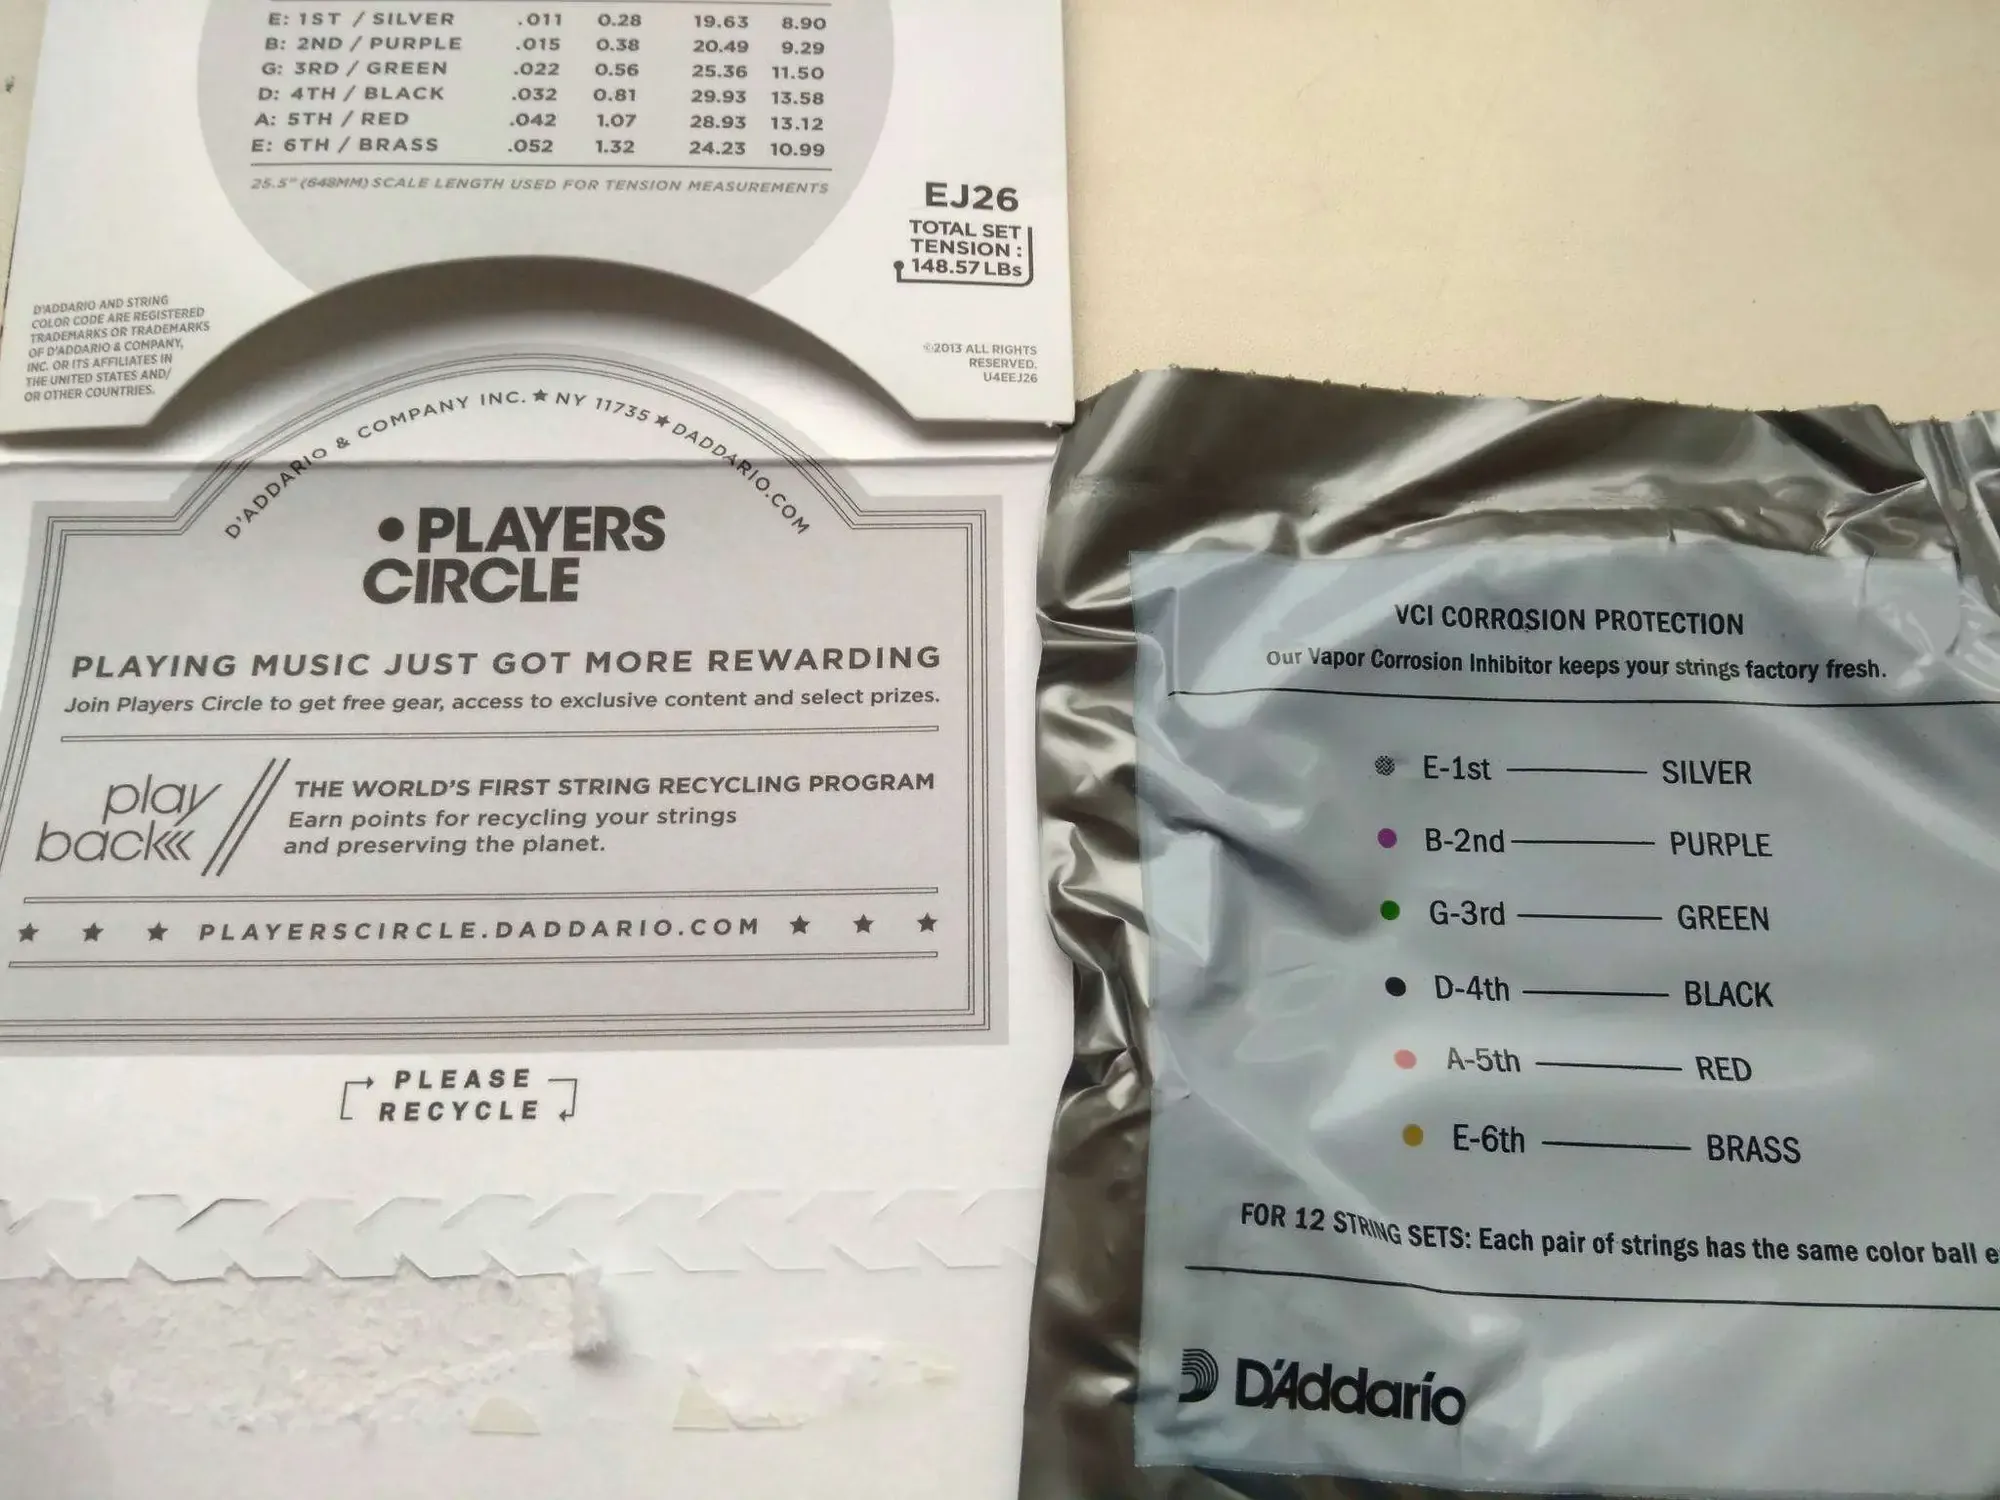 E: 1ST / SILVER .011 0.28 19.63 8.90
B: 2ND / PURPLE .015 0.38 20.49 9.29
G: 3RD / GREEN .022 0.56 25.36 11.50
D: 4TH / BLACK .032 0.81 29.93 13.58
A: 5TH / RED .042 1.07 28.93 13.12
E: 6TH / BRASS .052 1.32 24.23 10.99
25.5" (648MM) SCALE LENGTH USED FOR TENSION MEASUREMENTS
EJ26
TOTAL SET
TENSION :
148.57 LBs
D'ADDARIO AND STRING
COLOR CODE ARE REGISTERED
TRADEMARKS OR TRADEMARKS
OF D'ADDARIO & COMPANY,
INC. OR ITS AFFILIATES IN
THE UNITED STATES AND/
OR OTHER COUNTRIES.
©2013 ALL RIGHTS
RESERVED.
U4EEJ26
D'ADDARIO & COMPANY INC. ★ NY 11735 ★ DADDARIO.COM
● PLAYERS
CIRCLE
PLAYING MUSIC JUST GOT MORE REWARDING
Join Players Circle to get free gear, access to exclusive content and select prizes.
play
back
THE WORLD'S FIRST STRING RECYCLING PROGRAM
Earn points for recycling your strings
and preserving the planet.
★ ★ ★ PLAYERSCIRCLE.DADDARIO.COM ★ ★ ★
PLEASE
RECYCLE
VCI CORROSION PROTECTION
Our Vapor Corrosion Inhibitor keeps your strings factory fresh.
E-1st SILVER
B-2nd PURPLE
G-3rd GREEN
D-4th BLACK
A-5th RED
E-6th BRASS
FOR 12 STRING SETS: Each pair of strings has the same color ball e
D'Addario